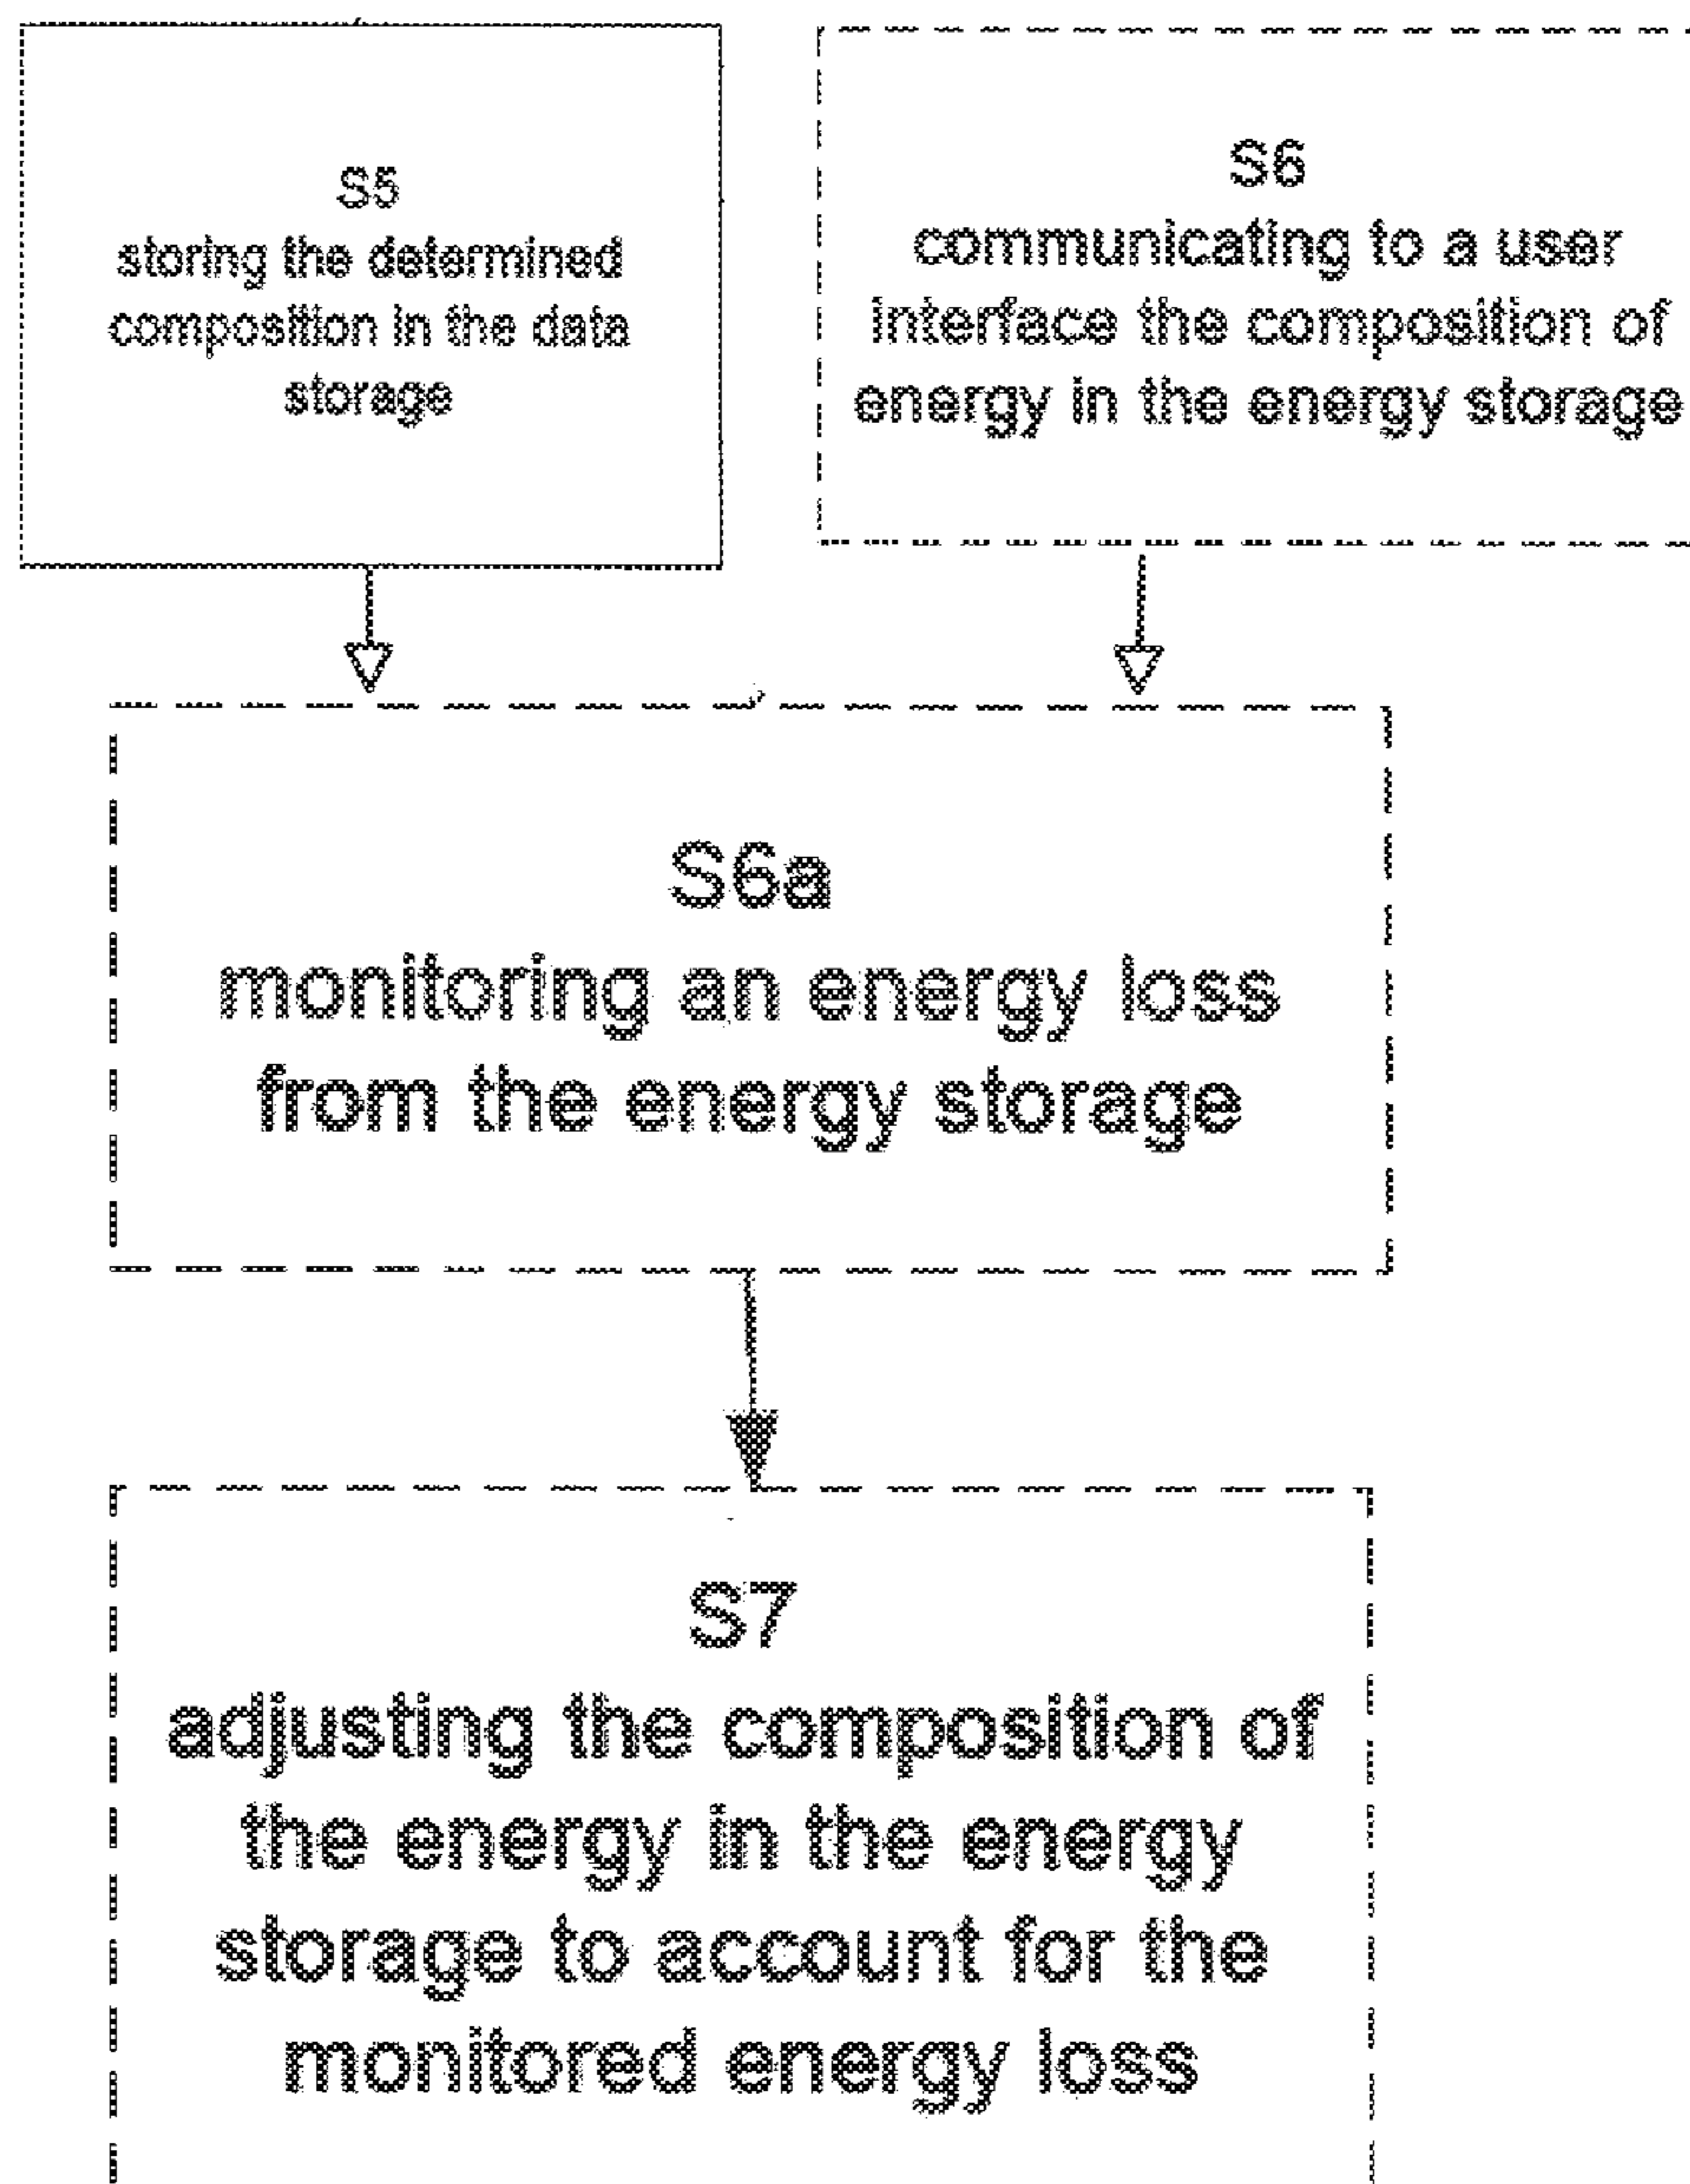 S5
storing the determined
composition in the data
storage
S6
communicating to a user
interface the composition of
energy in the energy storage
S6a
monitoring an energy loss
from the energy storage
S7
adjusting the composition of
the energy in the energy
storage to account for the
monitored energy loss